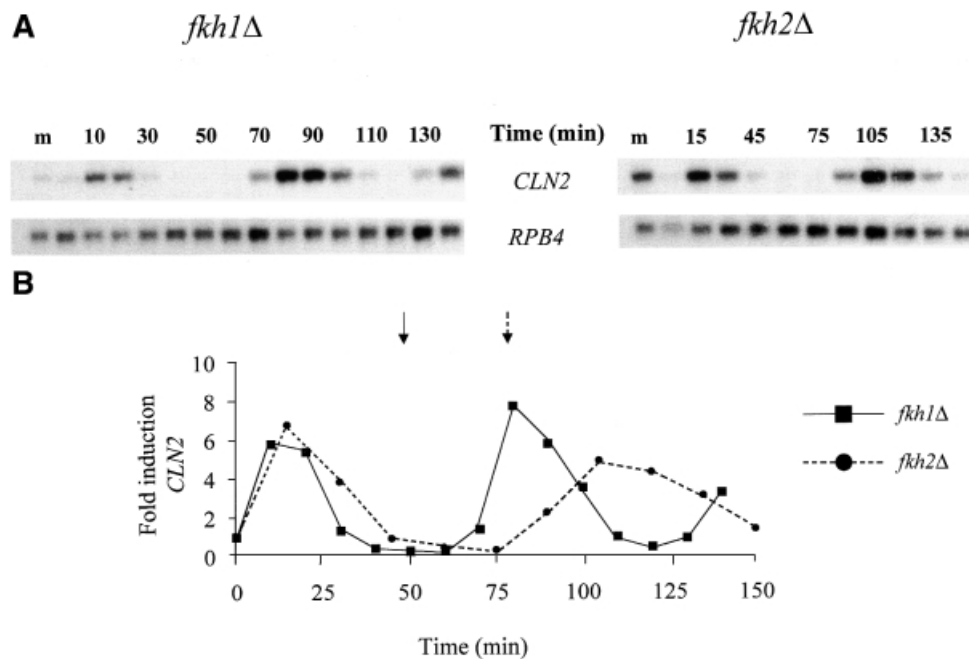 A
fkh1Δ
fkh2Δ
m 10 30 50 70 90 110 130 Time (min) m 15 45 75 105 135
CLN2
RPB4
B
Fold induction
CLN2
10
8
6
4
2
0
0 25 50 75 100 125 150
Time (min)
fkh1Δ
fkh2Δ